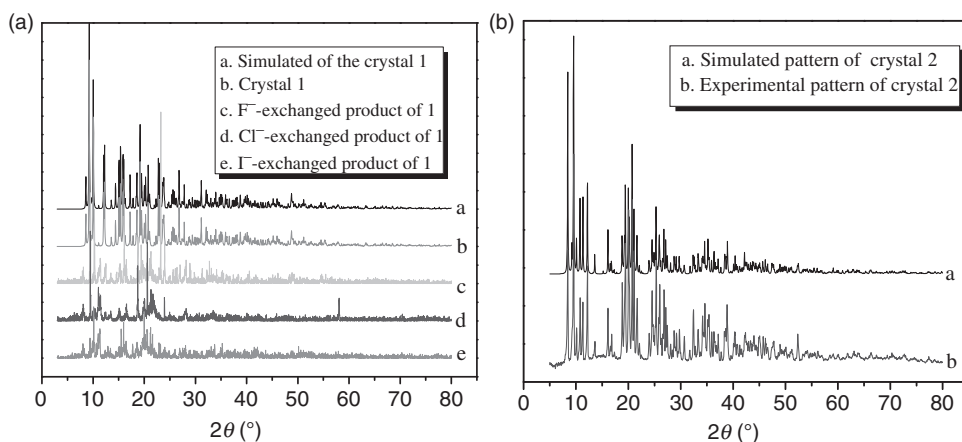 (a)
a. Simulated of the crystal 1
b. Crystal 1
c. F⁻-exchanged product of 1
d. Cl⁻-exchanged product of 1
e. I⁻-exchanged product of 1
a
b
c
d
e
0 10 20 30 40 50 60 70 80
2θ (°)
(b)
a. Simulated pattern of crystal 2
b. Experimental pattern of crystal 2
a
b
0 10 20 30 40 50 60 70 80
2θ (°)